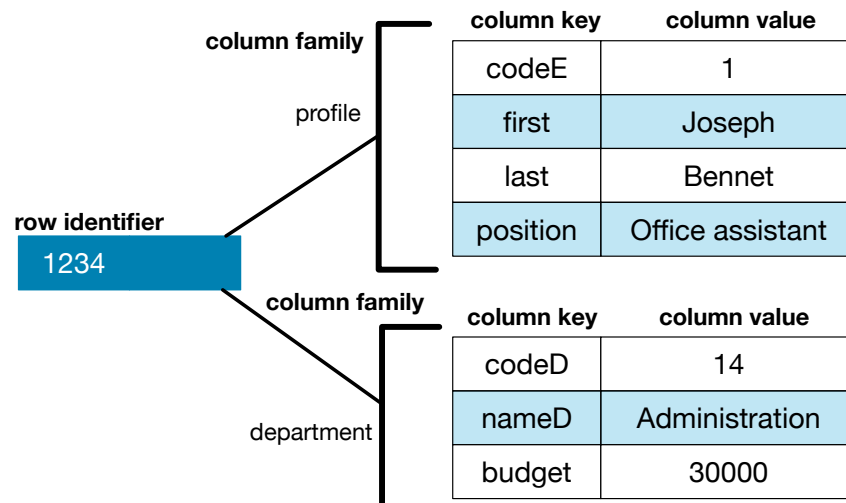 column key column value
column family
codeE 1
profile
first Joseph
last Bennet
row identifier
position Office assistant
1234
column family
column key column value
codeD 14
nameD Administration
department
budget 30000